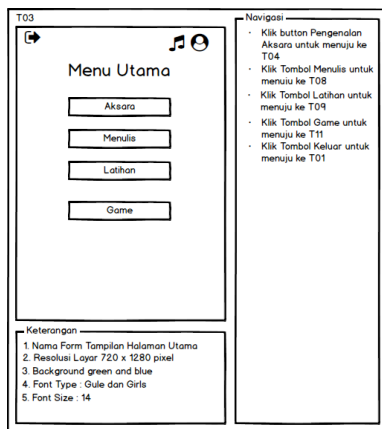 T03
Menu Utama
Aksara
Menulis
Latihan
Game
Navigasi
· Klik button Pengenalan
Aksara untuk menuju ke
T04
· Klik Tombol Menulis untuk
menuju ke T08
· Klik Tombol Latihan untuk
menuju ke T09
· Klik Tombol Game untuk
menuju ke T11
· Klik Tombol Keluar untuk
menuju ke T01
Keterangan
1. Nama Form Tampilan Halaman Utama
2. Resolusi Layar 720 x 1280 pixel
3. Background green and blue
4. Font Type : Gule dan Girls
5. Font Size : 14